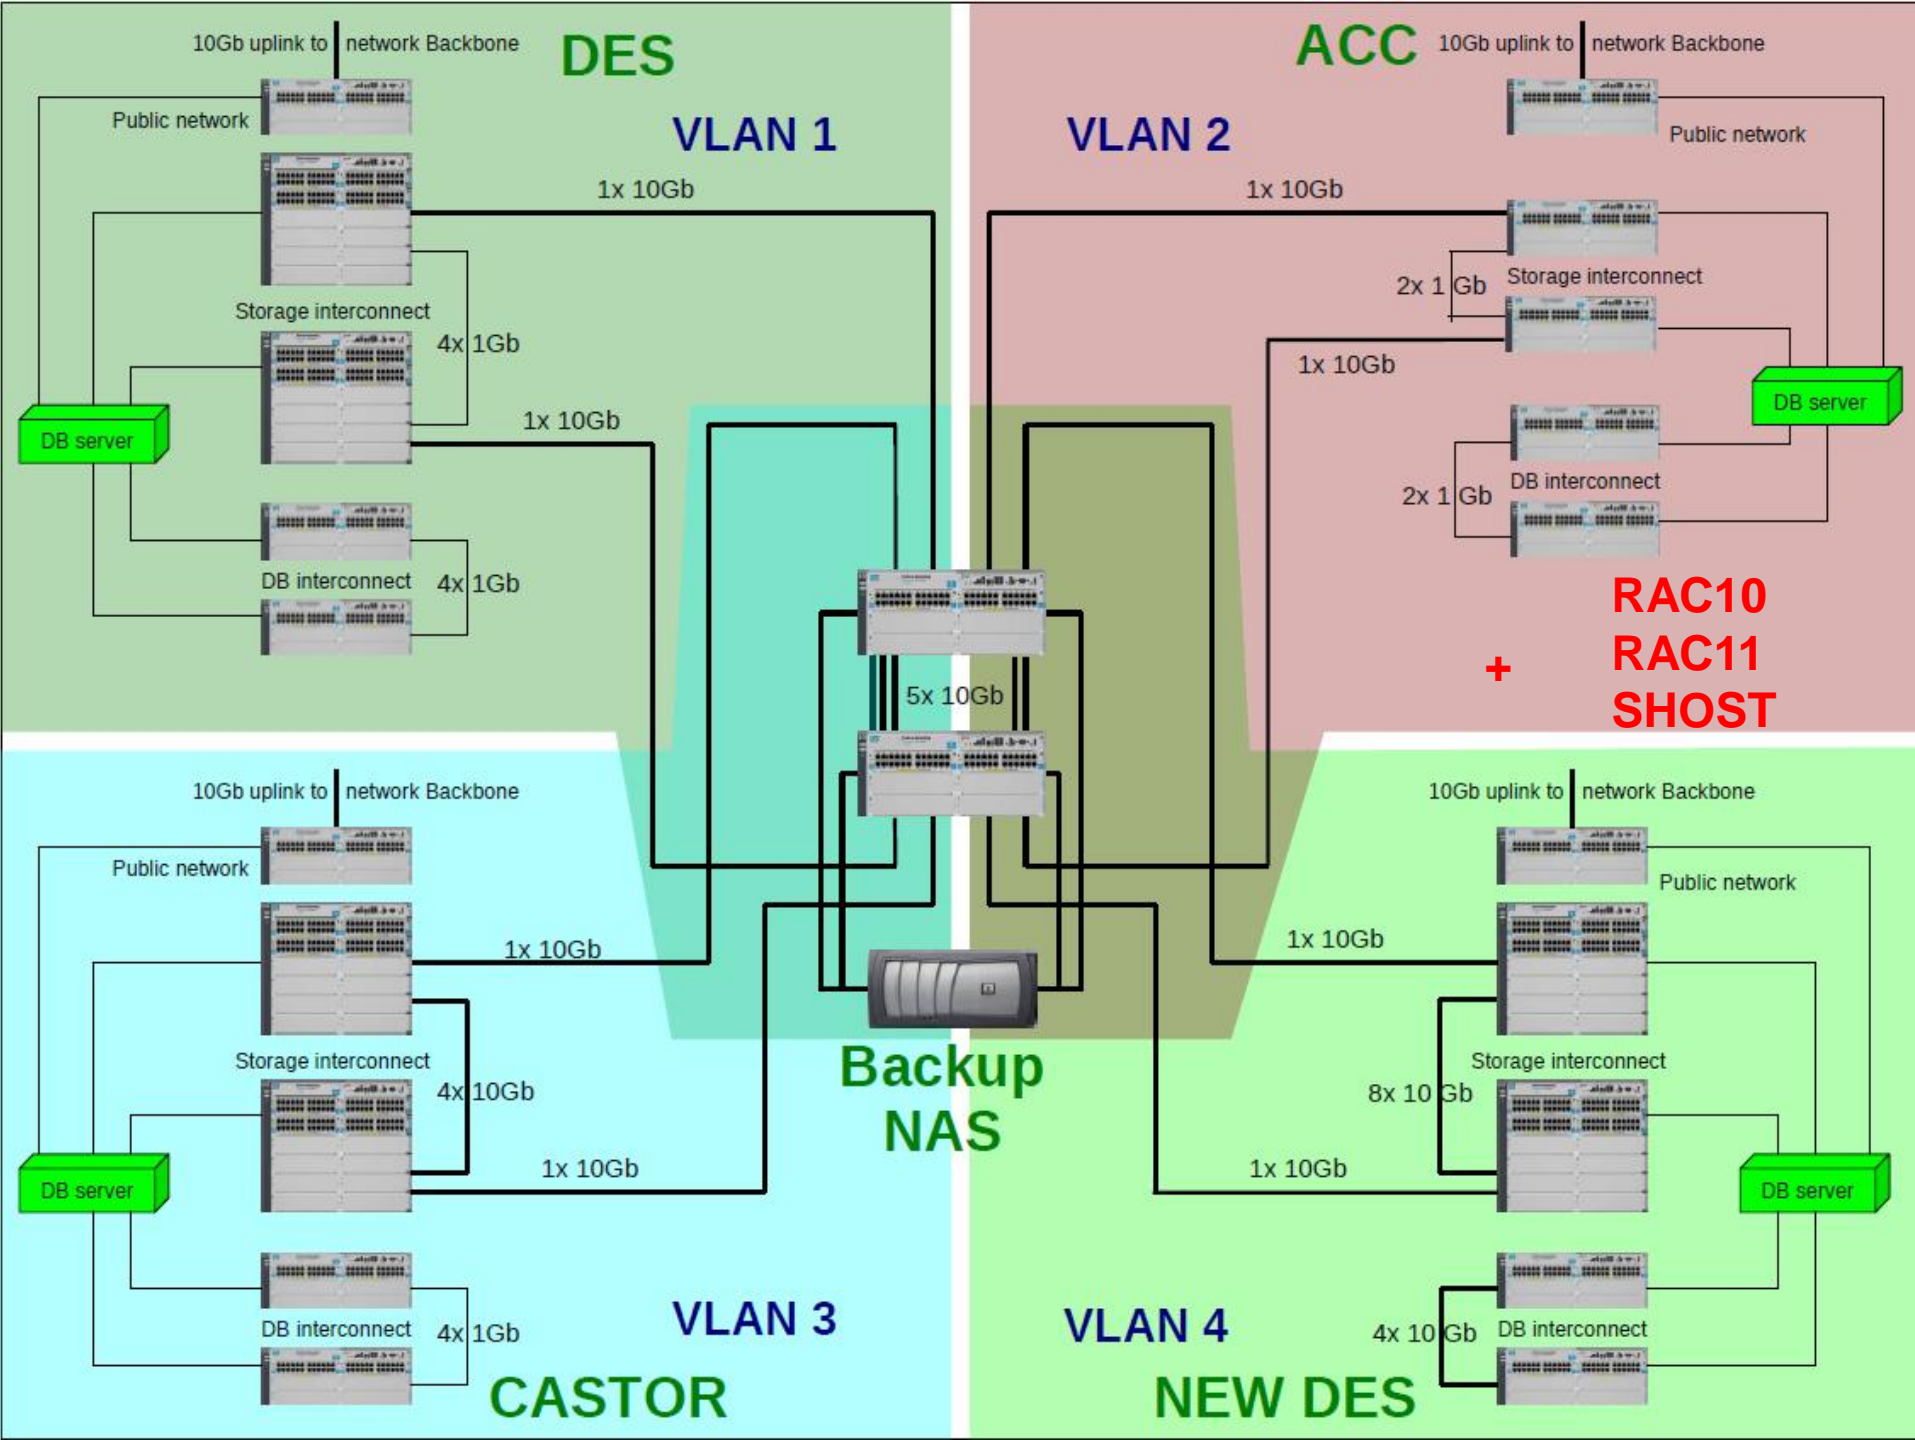 10Gb uplink to network Backbone
DES
Public network
VLAN 1
1x 10Gb
Storage interconnect
4x 1Gb
1x 10Gb
DB server
DB interconnect
4x 1Gb
ACC
10Gb uplink to network Backbone
VLAN 2
Public network
1x 10Gb
2x 1 Gb
Storage interconnect
1x 10Gb
DB server
2x 1 Gb
DB interconnect
RAC10
+ RAC11
SHOST
5x 10Gb
Backup
NAS
10Gb uplink to network Backbone
Public network
1x 10Gb
Storage interconnect
4x 10Gb
1x 10Gb
DB server
VLAN 3
DB interconnect
4x 1Gb
CASTOR
10Gb uplink to network Backbone
Public network
1x 10Gb
Storage interconnect
8x 10 Gb
1x 10Gb
DB server
VLAN 4
4x 10 Gb
DB interconnect
NEW DES